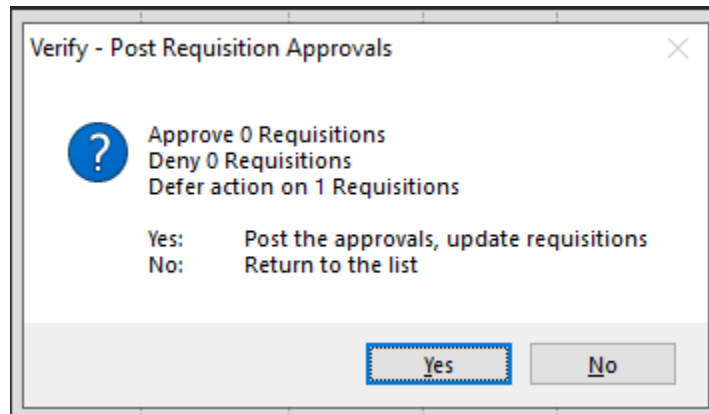 Verify - Post Requisition Approvals
?
Approve 0 Requisitions
Deny 0 Requisitions
Defer action on 1 Requisitions
Yes: Post the approvals, update requisitions
No: Return to the list
Yes No